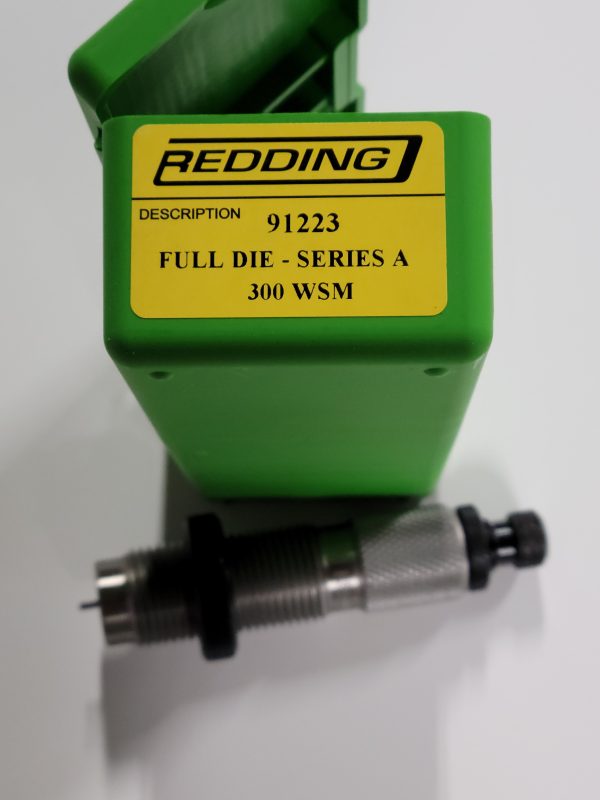 REDDING
DESCRIPTION 91223
FULL DIE - SERIES A
300 WSM